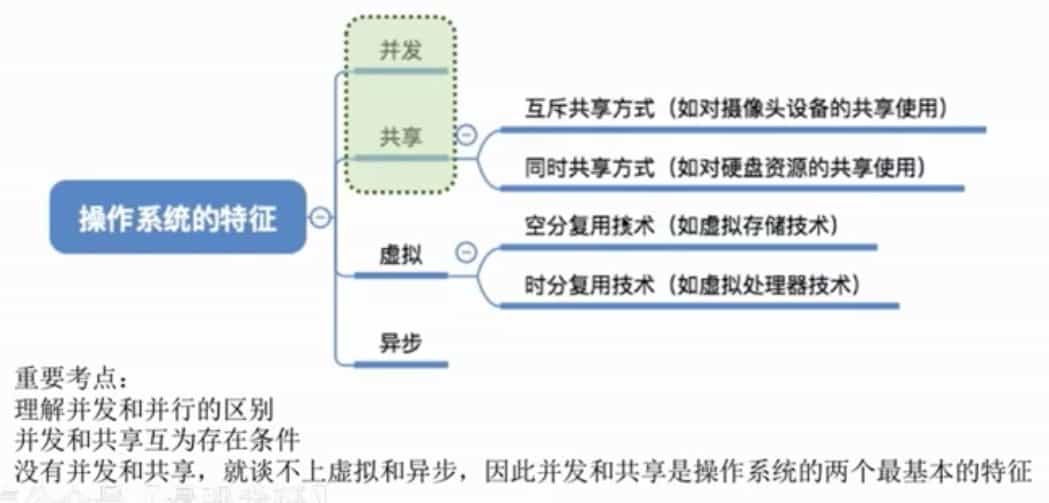 并发
共享
互斥共享方式（如对摄像头设备的共享使用）
同时共享方式（如对硬盘资源的共享使用）
操作系统的特征
虚拟
空分复用技术（如虚拟存储技术）
时分复用技术（如虚拟处理器技术）
异步
重要考点：
理解并发和并行的区别
并发和共享互为存在条件
没有并发和共享，就谈不上虚拟和异步，因此并发和共享是操作系统的两个最基本的特征